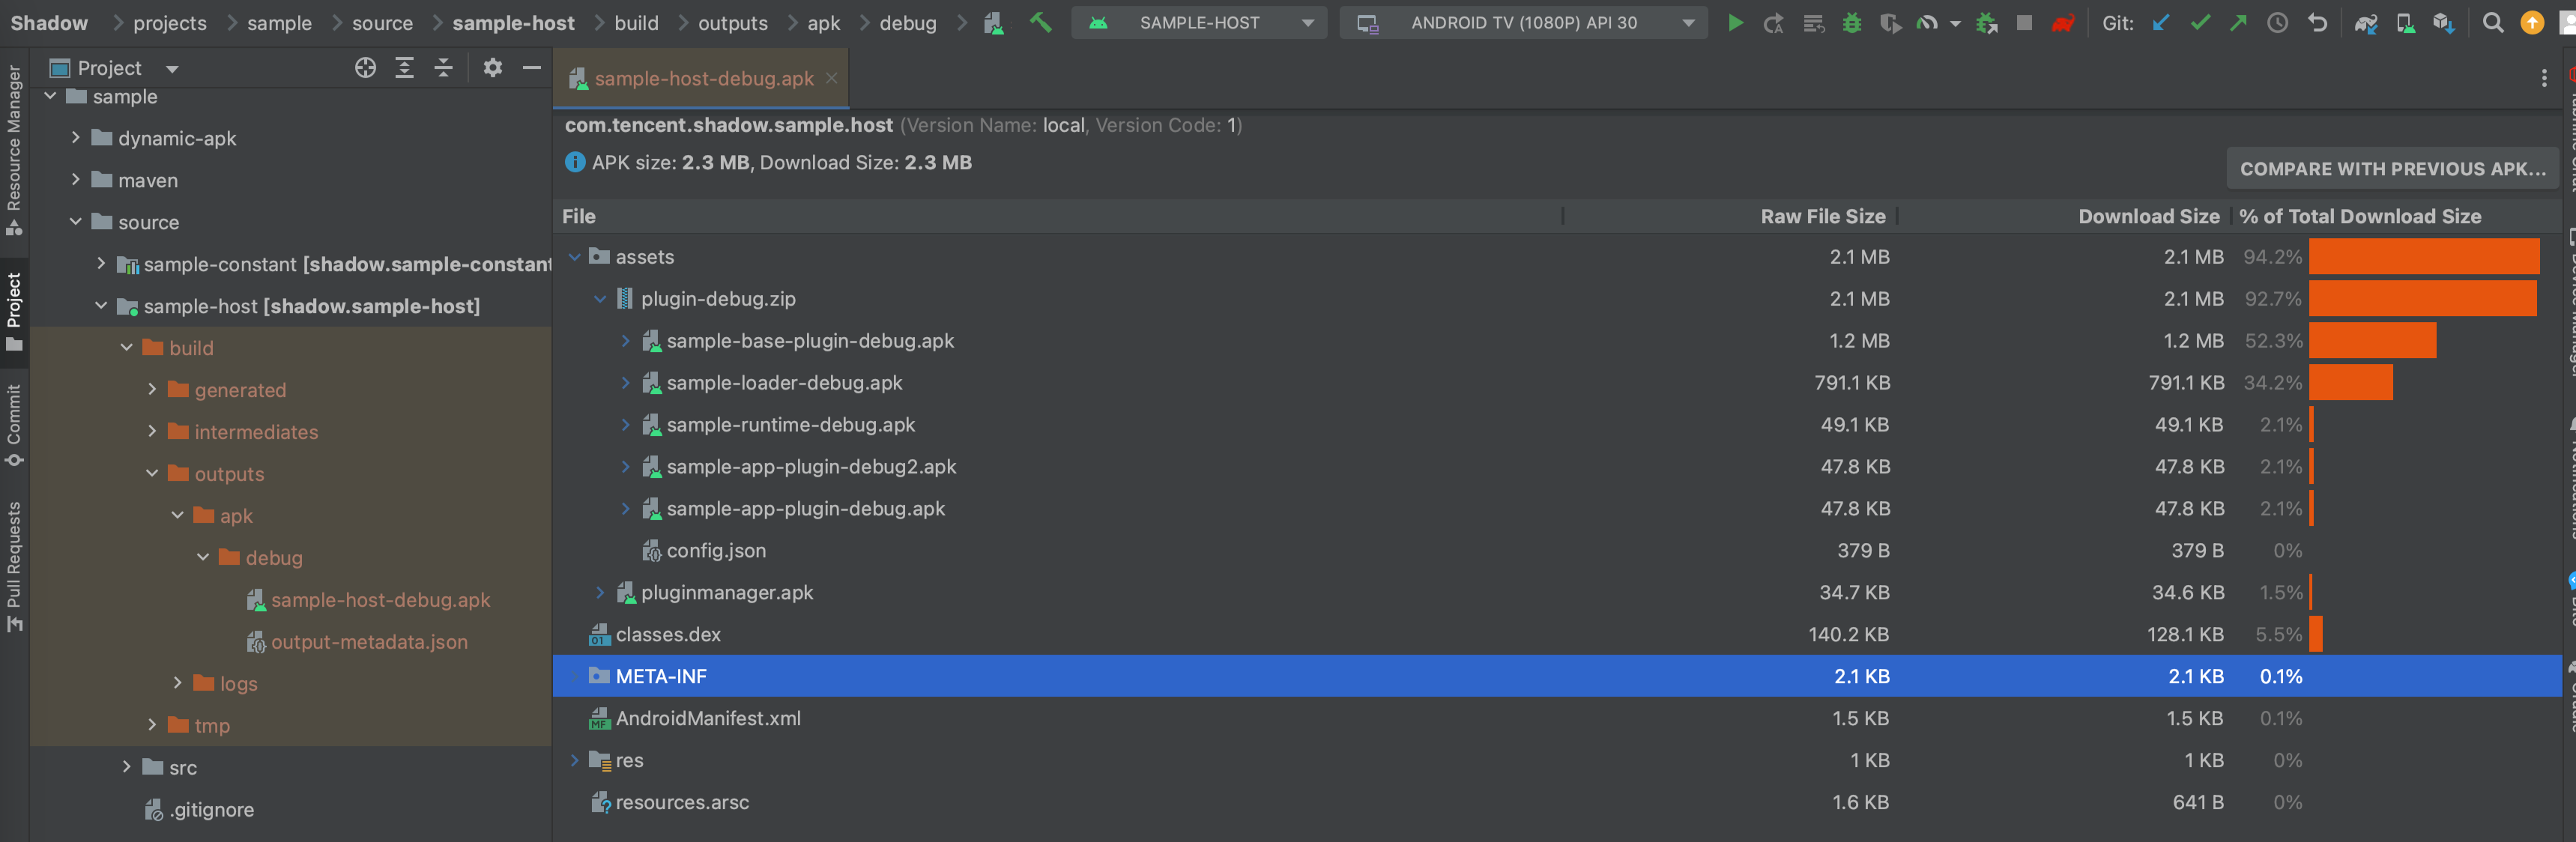 Shadow projects sample source sample-host build outputs apk debug SAMPLE-HOST ANDROID TV (1080P) API 30 Git:
Project
sample-host-debug.apk
sample
dynamic-apk
maven
source
sample-constant [shadow.sample-constant
sample-host [shadow.sample-host]
build
generated
intermediates
outputs
apk
debug
sample-host-debug.apk
output-metadata.json
logs
tmp
src
.gitignore
Resource Manager
Project
Commit
Pull Requests
com.tencent.shadow.sample.host (Version Name: local, Version Code: 1)
APK size: 2.3 MB, Download Size: 2.3 MB
COMPARE WITH PREVIOUS APK...
File Raw File Size Download Size % of Total Download Size
assets 2.1 MB 2.1 MB 94.2%
plugin-debug.zip 2.1 MB 2.1 MB 92.7%
sample-base-plugin-debug.apk 1.2 MB 1.2 MB 52.3%
sample-loader-debug.apk 791.1 KB 791.1 KB 34.2%
sample-runtime-debug.apk 49.1 KB 49.1 KB 2.1%
sample-app-plugin-debug2.apk 47.8 KB 47.8 KB 2.1%
sample-app-plugin-debug.apk 47.8 KB 47.8 KB 2.1%
config.json 379 B 379 B 0%
pluginmanager.apk 34.7 KB 34.6 KB 1.5%
classes.dex 140.2 KB 128.1 KB 5.5%
META-INF 2.1 KB 2.1 KB 0.1%
AndroidManifest.xml 1.5 KB 1.5 KB 0.1%
res 1 KB 1 KB 0%
resources.arsc 1.6 KB 641 B 0%